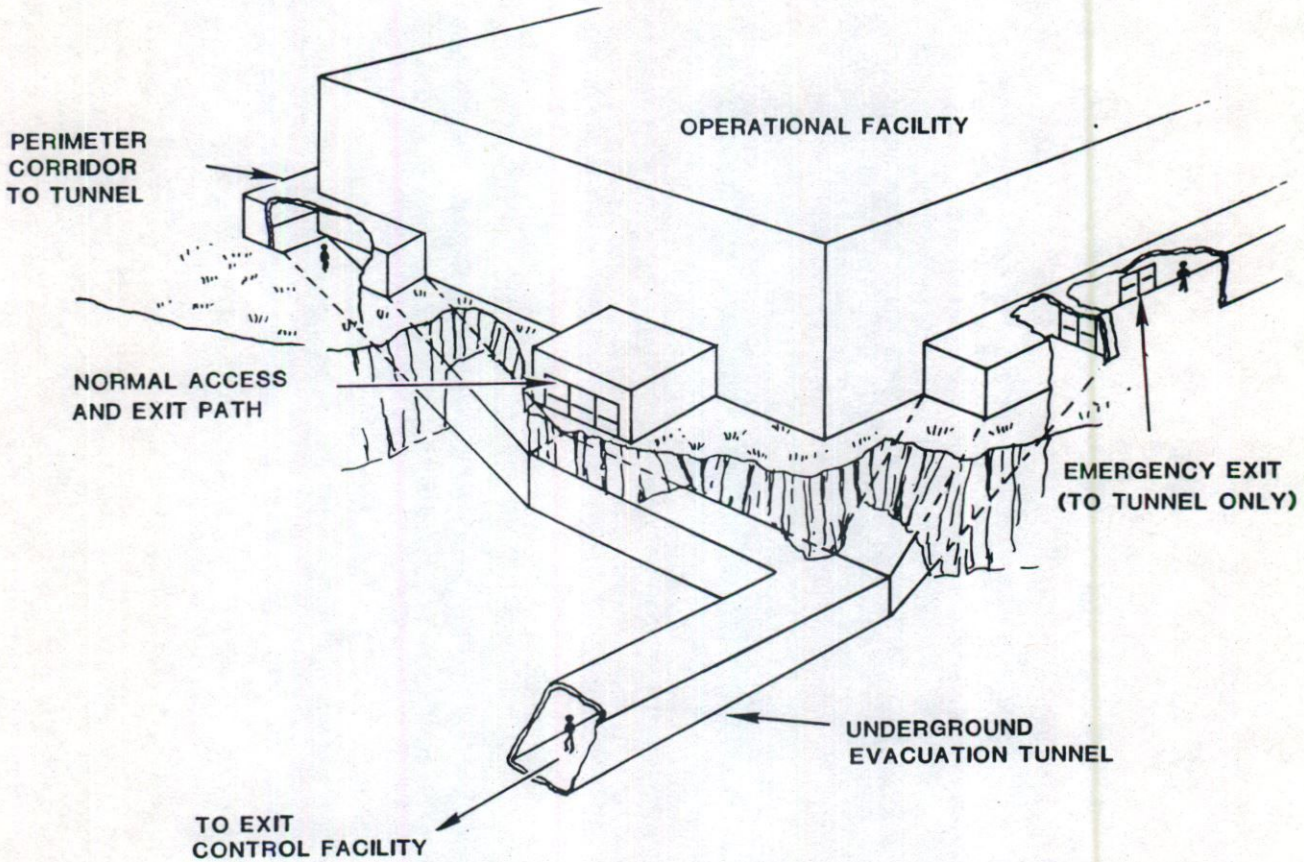 OPERATIONAL FACILITY
PERIMETER
CORRIDOR
TO TUNNEL
NORMAL ACCESS
AND EXIT PATH
EMERGENCY EXIT
(TO TUNNEL ONLY)
UNDERGROUND
EVACUATION TUNNEL
TO EXIT
CONTROL FACILITY